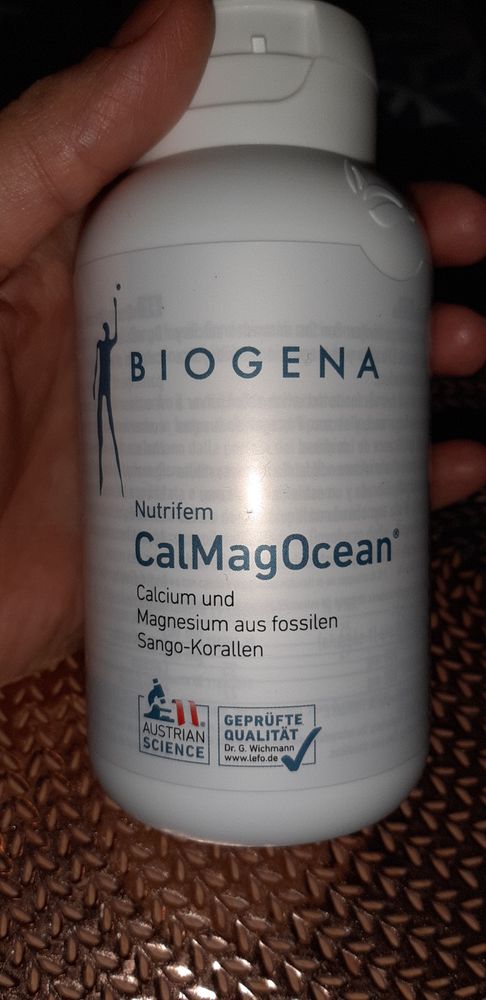 BIOGENA
Nutrifem
CalMagOcean®
Calcium und
Magnesium aus fossilen
Sango-Korallen
AUSTRIAN
SCIENCE
GEPRÜFTE
QUALITÄT
Dr. G. Wichmann
www.lefo.de